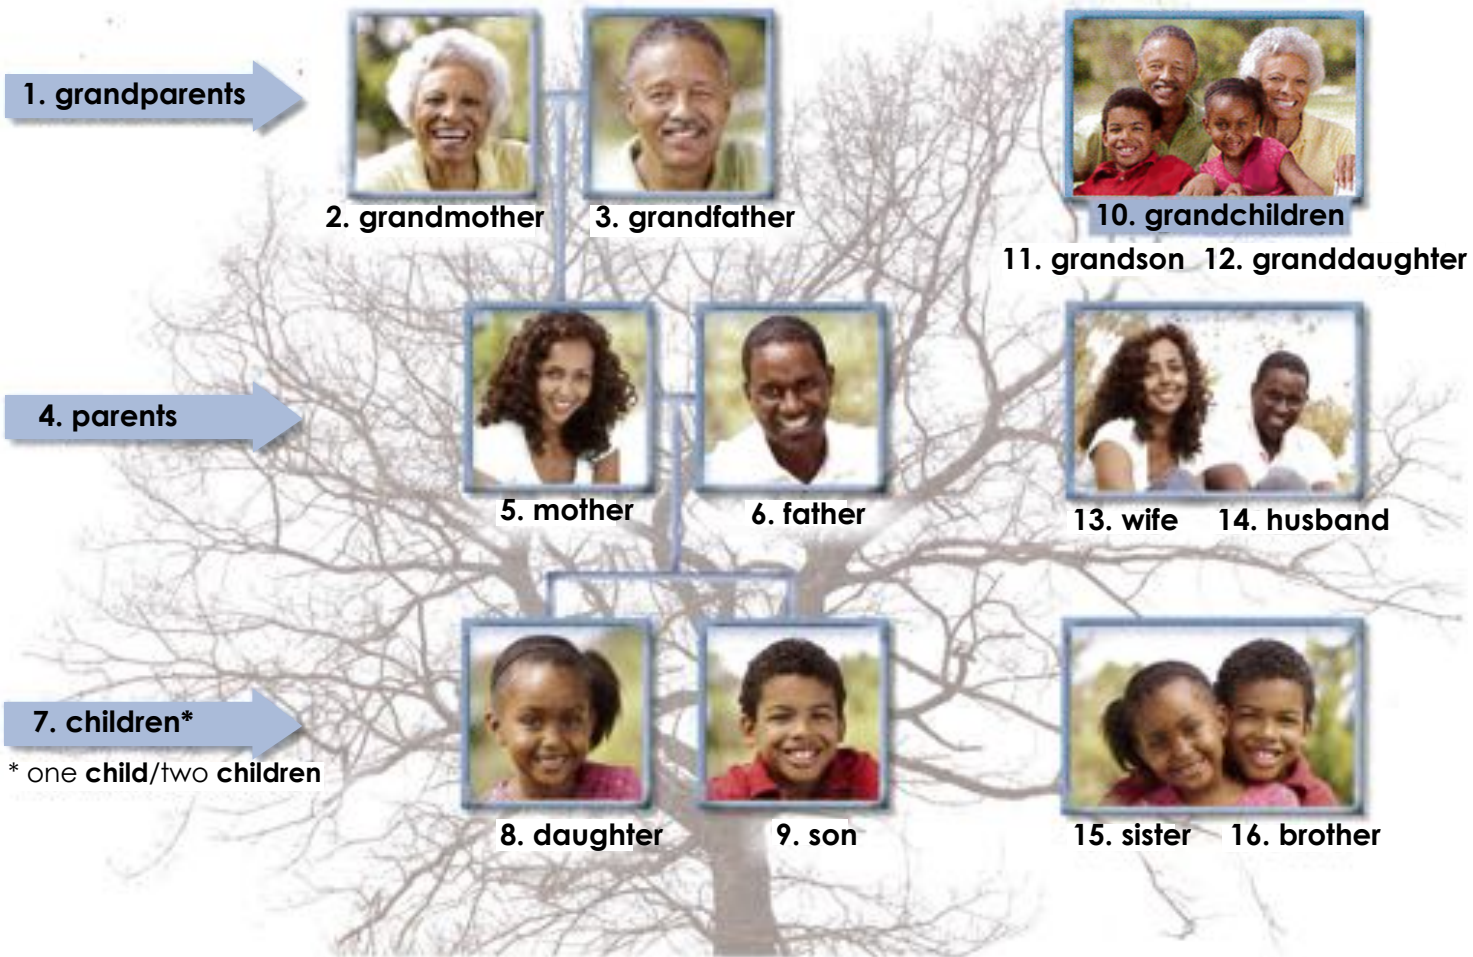 1. grandparents
2. grandmother
3. grandfather
10. grandchildren
11. grandson 12. granddaughter
4. parents
5. mother
6. father
13. wife 14. husband
7. children*
* one child/two children
8. daughter
9. son
15. sister 16. brother